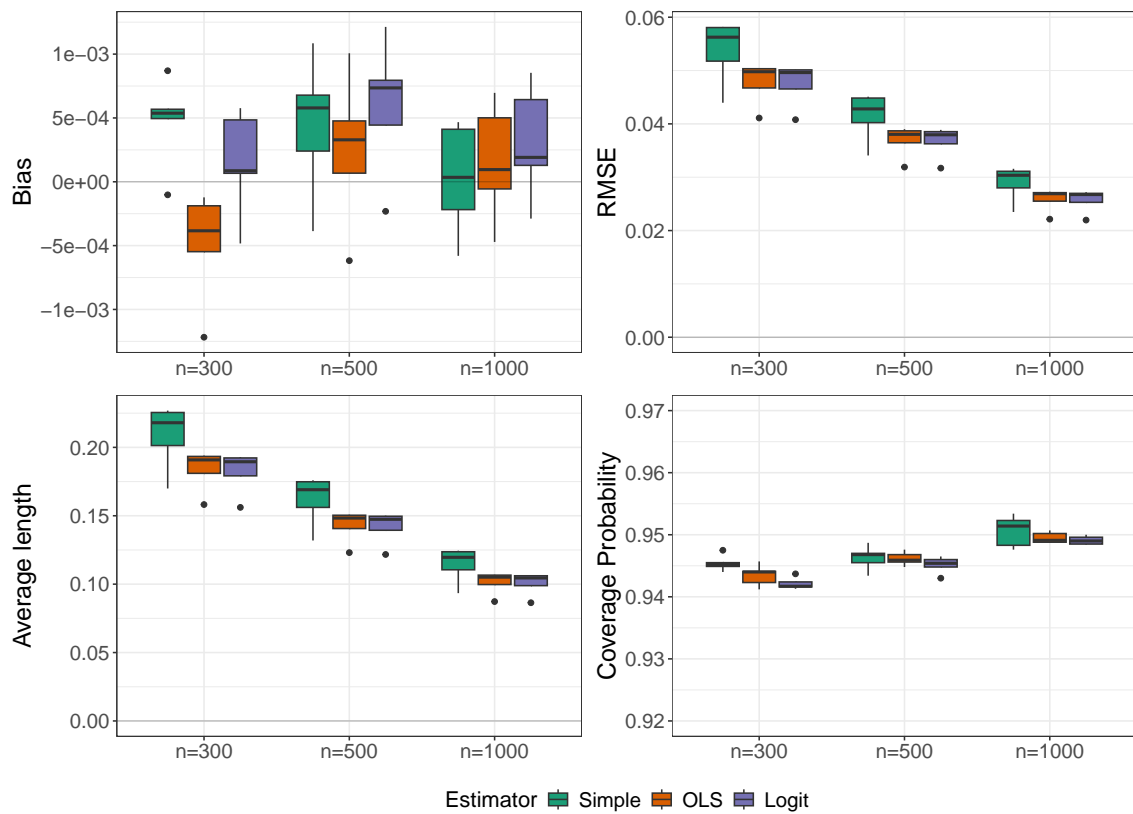 Bias
1e-03
5e-04
0e+00
-5e-04
-1e-03
n=300 n=500 n=1000
RMSE
0.06
0.04
0.02
0.00
n=300 n=500 n=1000
Average length
0.20
0.15
0.10
0.05
0.00
n=300 n=500 n=1000
Coverage Probability
0.97
0.96
0.95
0.94
0.93
0.92
n=300 n=500 n=1000
Estimator Simple OLS Logit